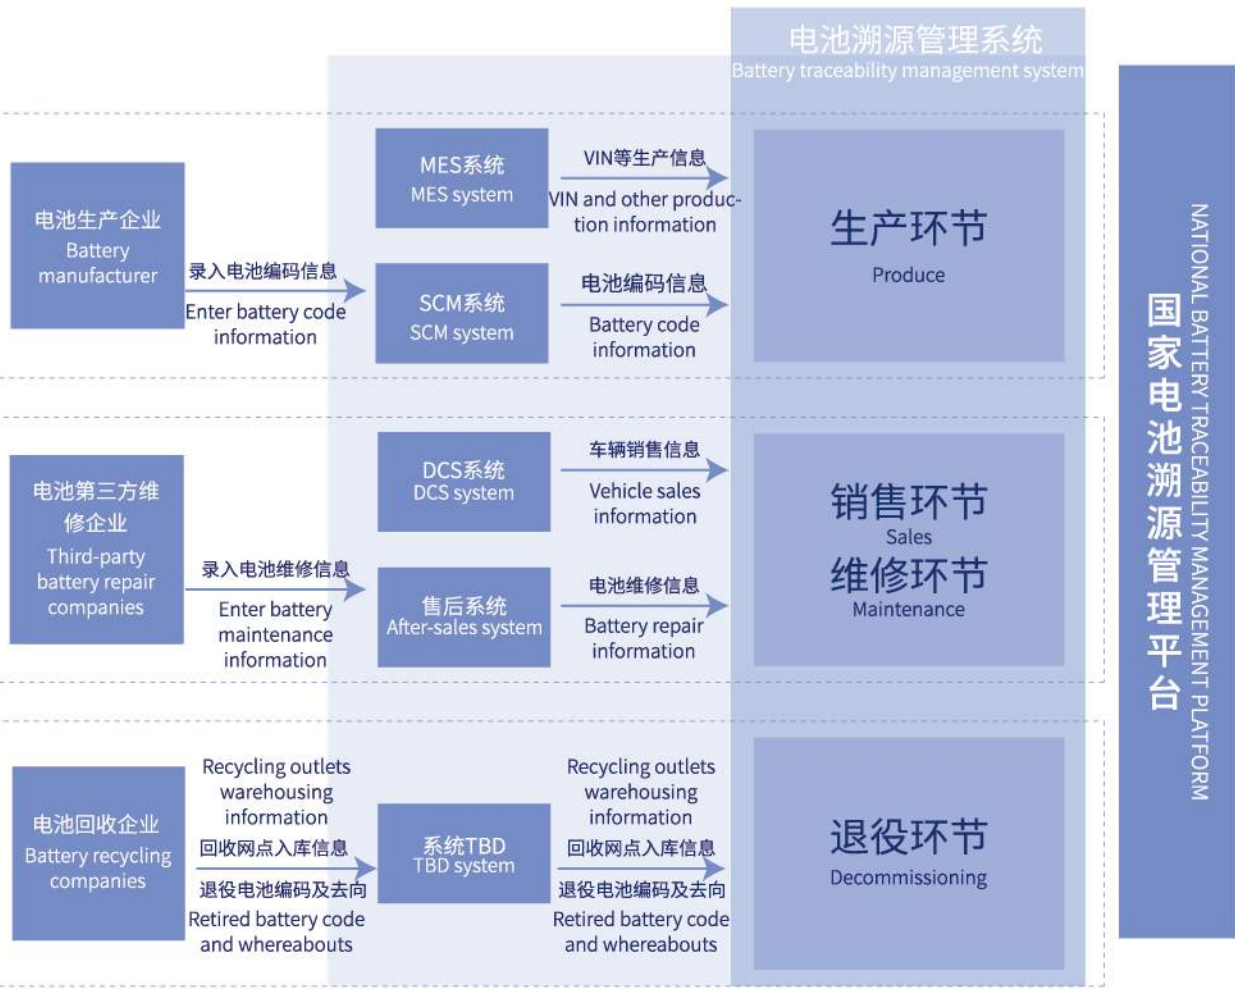 电池溯源管理系统
Battery traceability management system
MES系统
MES system
VIN等生产信息
VIN and other produc-
tion information
电池生产企业
Battery
manufacturer
录入电池编码信息
Enter battery code
information
SCM系统
SCM system
电池编码信息
Battery code
information
生产环节
Produce
DCS系统
DCS system
车辆销售信息
Vehicle sales
information
电池第三方维
修企业
Third-party
battery repair
companies
录入电池维修信息
Enter battery
maintenance
information
售后系统
After-sales system
电池维修信息
Battery repair
information
销售环节
Sales
维修环节
Maintenance
电池回收企业
Battery recycling
companies
Recycling outlets
warehousing
information
回收网点入库信息
退役电池编码及去向
Retired battery code
and whereabouts
系统TBD
TBD system
Recycling outlets
warehousing
information
回收网点入库信息
退役电池编码及去向
Retired battery code
and whereabouts
退役环节
Decommissioning
国家电池溯源管理平台
NATIONAL BATTERY TRACEABILITY MANAGEMENT PLATFORM